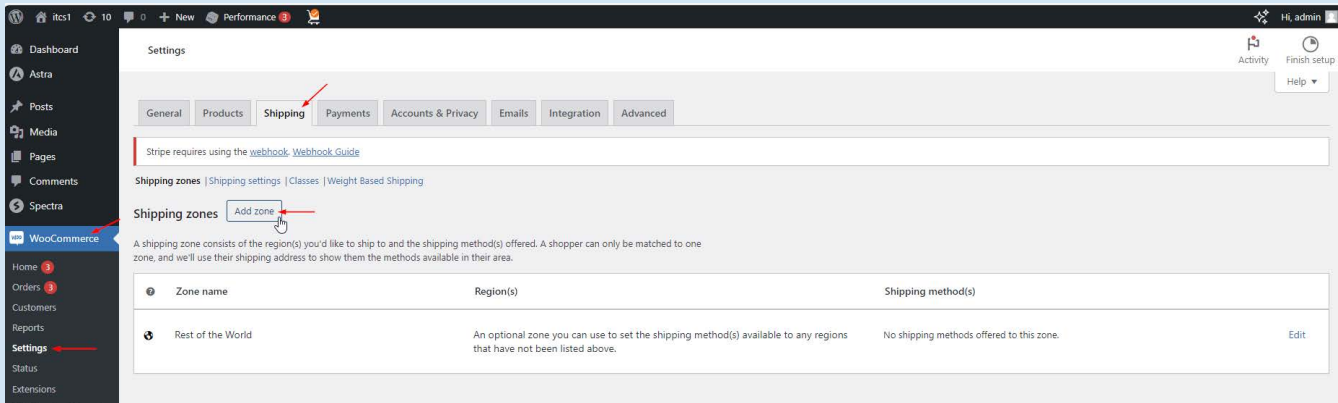 itcs1 10 0 + New Performance 3 Hi, admin
Dashboard
Astra
Posts
Media
Pages
Comments
Spectra
WooCommerce
Home 3
Orders 3
Customers
Reports
Settings
Status
Extensions
Settings
Activity Finish setup
Help
General Products Shipping Payments Accounts & Privacy Emails Integration Advanced
Stripe requires using the webhook. Webhook Guide
Shipping zones | Shipping settings | Classes | Weight Based Shipping
Shipping zones Add zone
A shipping zone consists of the region(s) you'd like to ship to and the shipping method(s) offered. A shopper can only be matched to one
zone, and we'll use their shipping address to show them the methods available in their area.
Zone name Region(s) Shipping method(s)
Rest of the World An optional zone you can use to set the shipping method(s) available to any regions No shipping methods offered to this zone. Edit
that have not been listed above.